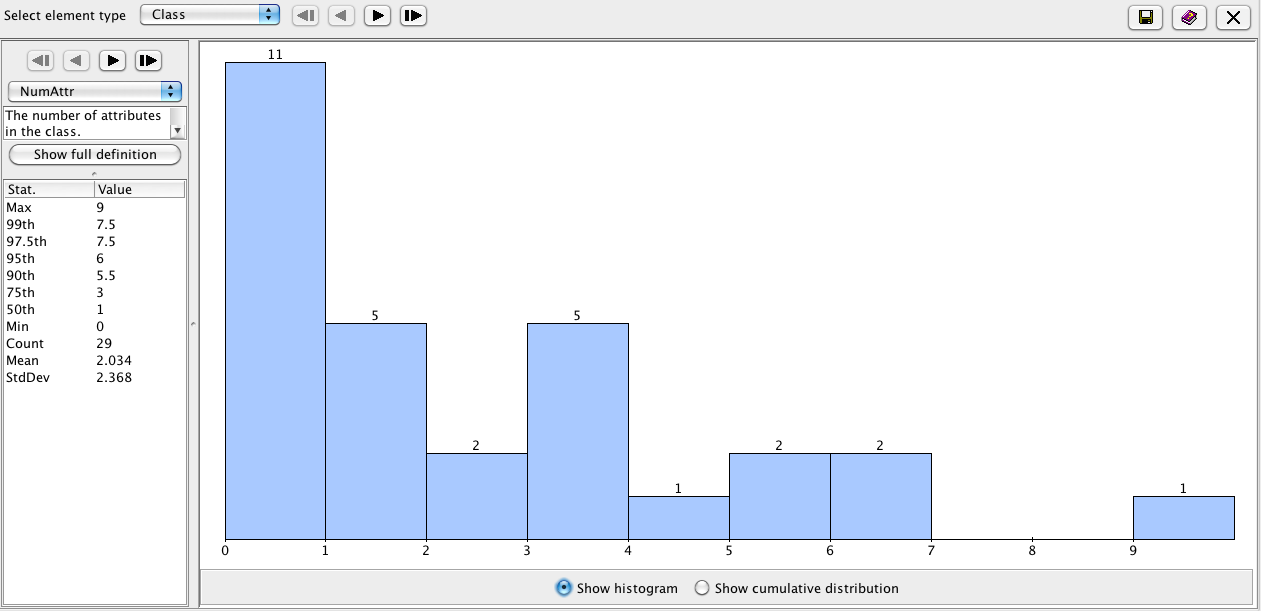 Select element type Class
NumAttr
The number of attributes
in the class.
Show full definition
Stat. Value
Max 9
99th 7.5
97.5th 7.5
95th 6
90th 5.5
75th 3
50th 1
Min 0
Count 29
Mean 2.034
StdDev 2.368
11
5
2
5
1
2
2
1
0 1 2 3 4 5 6 7 8 9
Show histogram Show cumulative distribution